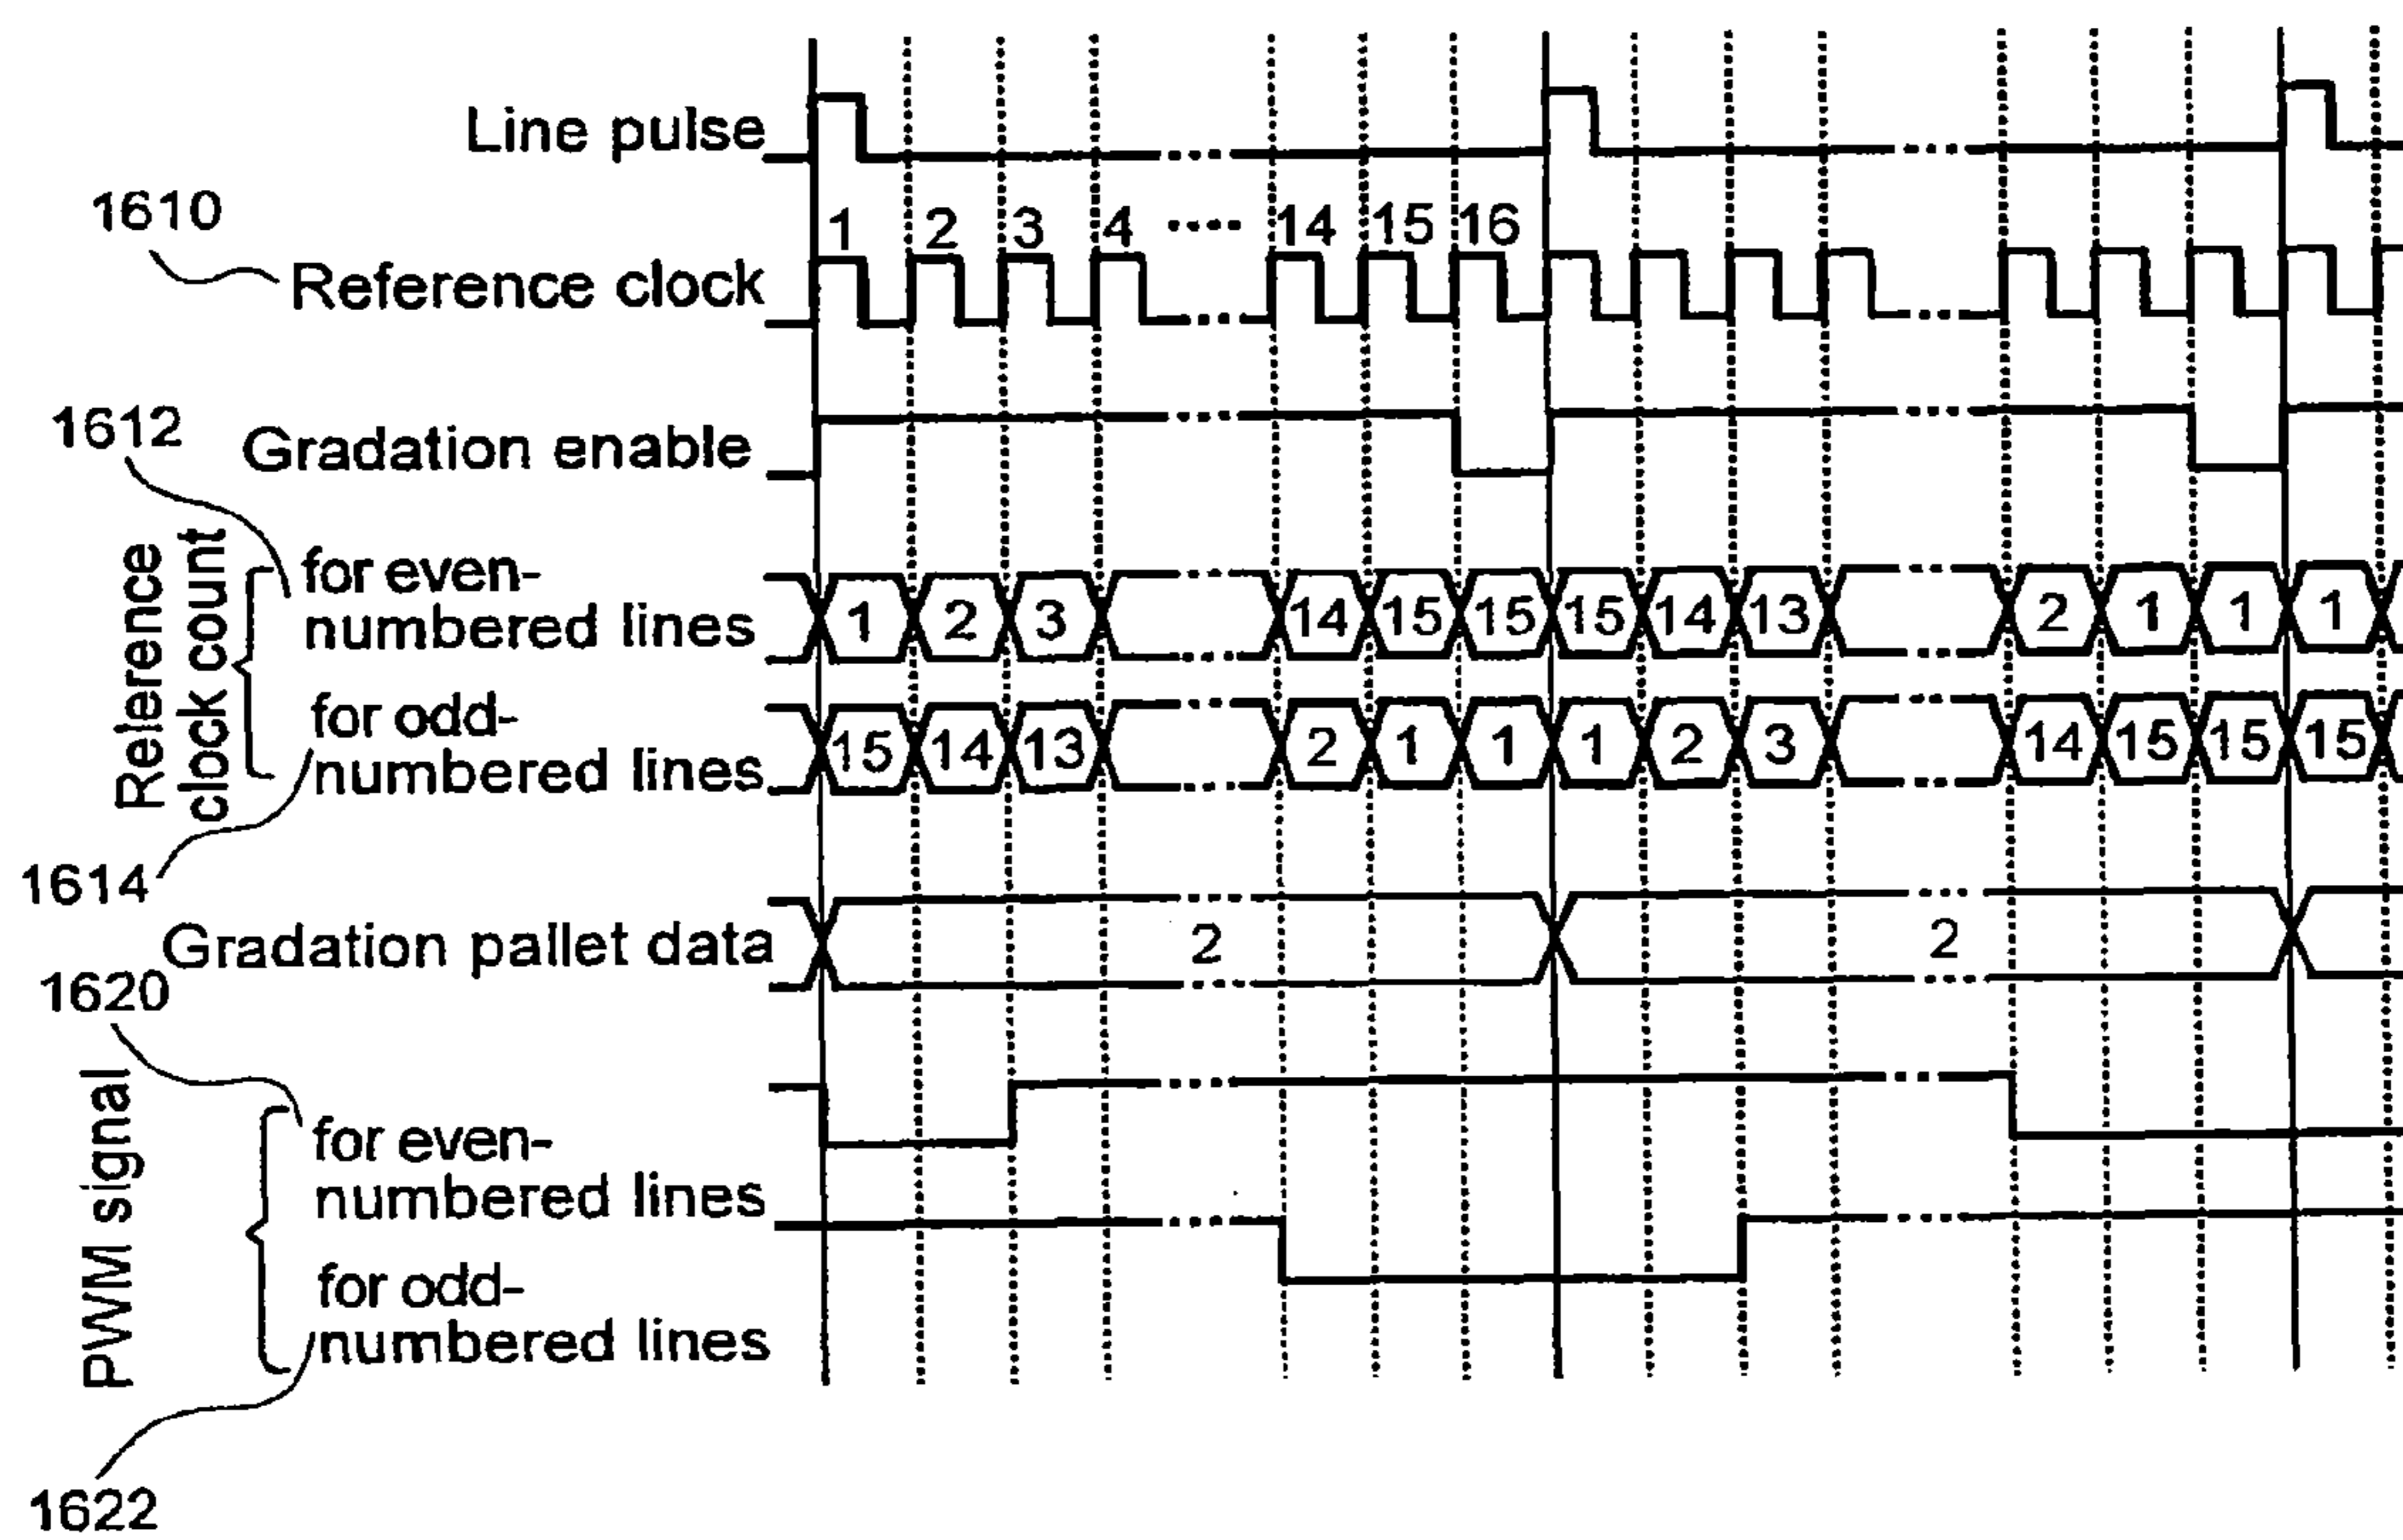 Line pulse
1610
1 2 3 4 ···· 14 15 16
Reference clock
1612
Gradation enable
Reference
clock count
for even-
numbered lines
1 2 3 14 15 15 15 14 13 2 1 1 1
for odd-
numbered lines
15 14 13 2 1 1 1 2 3 14 15 15 15
1614
Gradation pallet data
2 2
1620
PWM signal
for even-
numbered lines
for odd-
numbered lines
1622